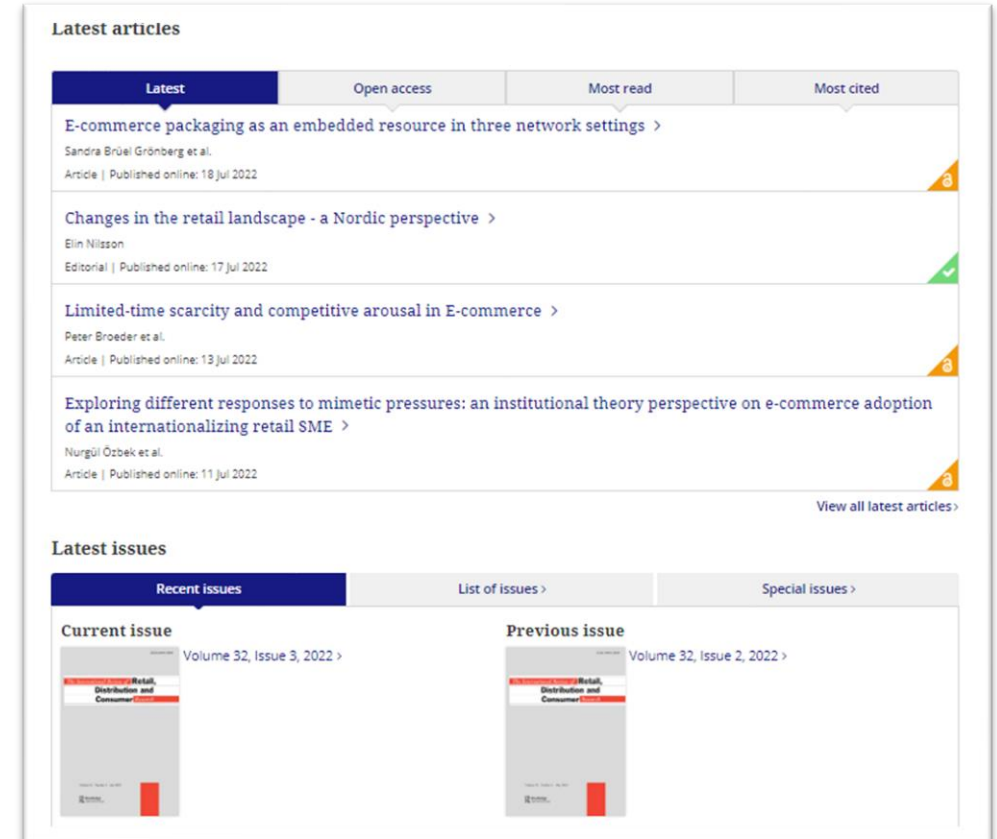 Latest articles
Latest
Open access
Most read
Most cited
E-commerce packaging as an embedded resource in three network settings >
Sandra Brüel Grönberg et al.
Article | Published online: 18 Jul 2022
Changes in the retail landscape - a Nordic perspective >
Elin Nilsson
Editorial | Published online: 17 Jul 2022
Limited-time scarcity and competitive arousal in E-commerce >
Peter Broeder et al.
Article | Published online: 13 Jul 2022
Exploring different responses to mimetic pressures: an institutional theory perspective on e-commerce adoption
of an internationalizing retail SME >
Nurgül Özbek et al.
Article | Published online: 11 Jul 2022
View all latest articles>
Latest issues
Recent issues
List of issues>
Special issues>
Current issue
Volume 32, Issue 3, 2022 >
Retail,
Distribution and
Consumer
Previous issue
Volume 32, Issue 2, 2022 >
Retail,
Distribution and
Consumer